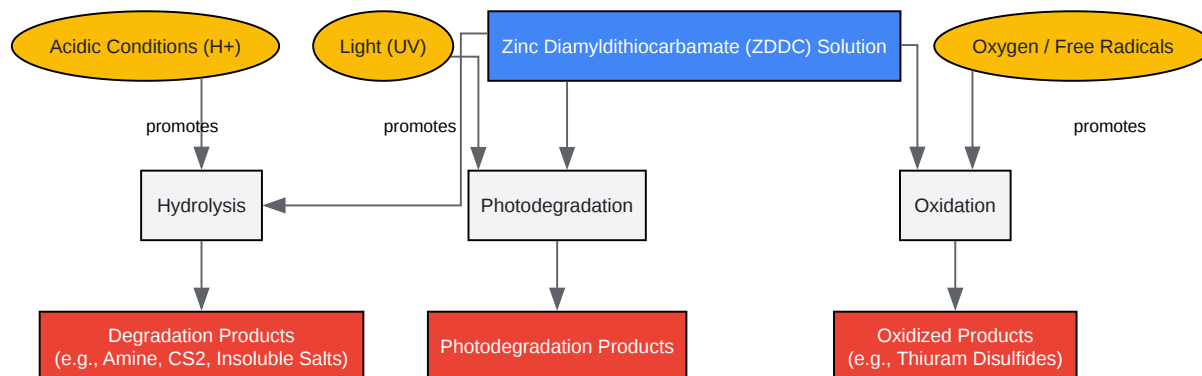 Acidic Conditions (H+)
Light (UV)
Zinc Diamyldithiocarbamate (ZDDC) Solution
Oxygen / Free Radicals
promotes
promotes
promotes
Hydrolysis
Photodegradation
Oxidation
Degradation Products
(e.g., Amine, CS2, Insoluble Salts)
Photodegradation Products
Oxidized Products
(e.g., Thiuram Disulfides)